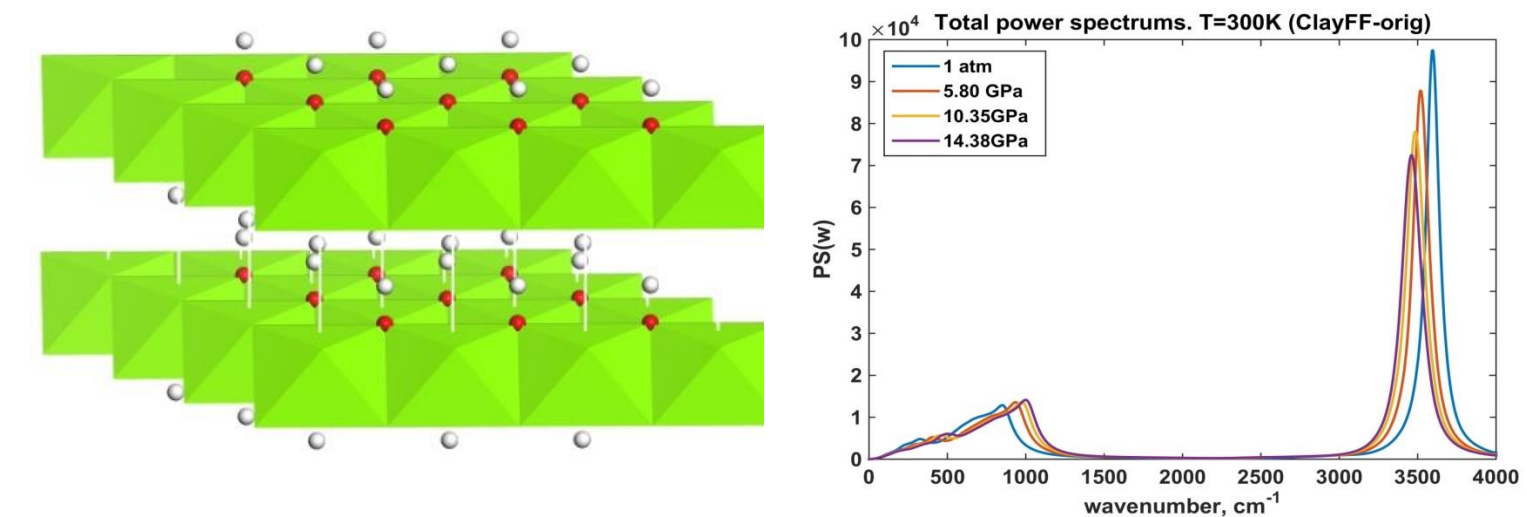 Total power spectrums. T=300K (ClayFF-orig)
×10⁴
10
9
8
7
6
5
4
3
2
1
0
PS(w)
1 atm
5.80 GPa
10.35GPa
14.38GPa
0 500 1000 1500 2000 2500 3000 3500 4000
wavenumber, cm⁻¹